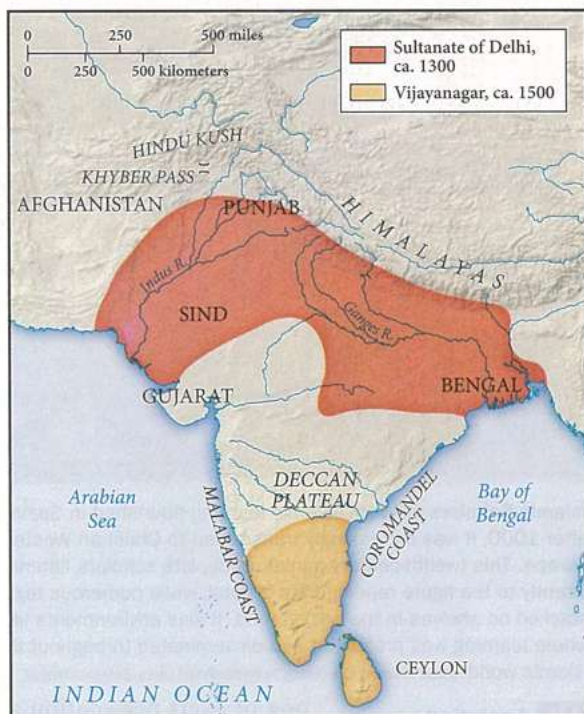 0 250 500 miles
0 250 500 kilometers
Sultanate of Delhi,
ca. 1300
Vijayanagar, ca. 1500
HINDU KUSH
KHYBER PASS
AFGHANISTAN
PUNJAB
HIMALAYAS
Indus R.
SIND
Ganges R.
GUJARAT
BENGAL
DECCAN
PLATEAU
Arabian
Sea
MALABAR COAST
COROMANDEL
COAST
Bay of
Bengal
CEYLON
INDIAN OCEAN